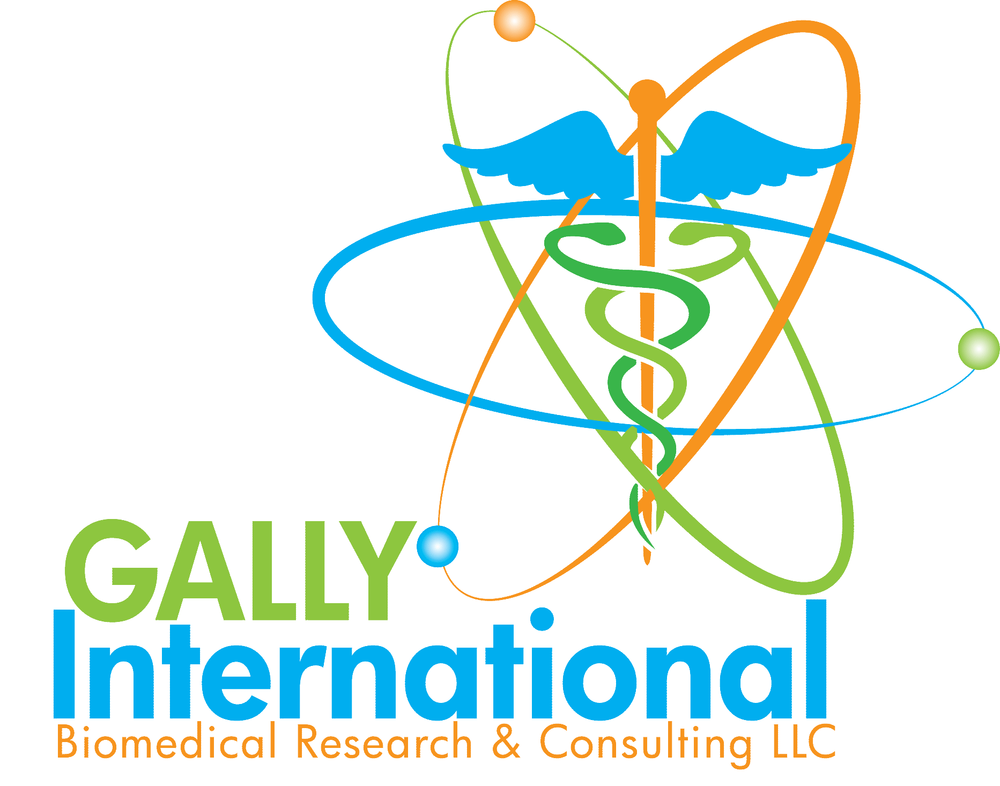 GALLY
International
Biomedical Research & Consulting LLC